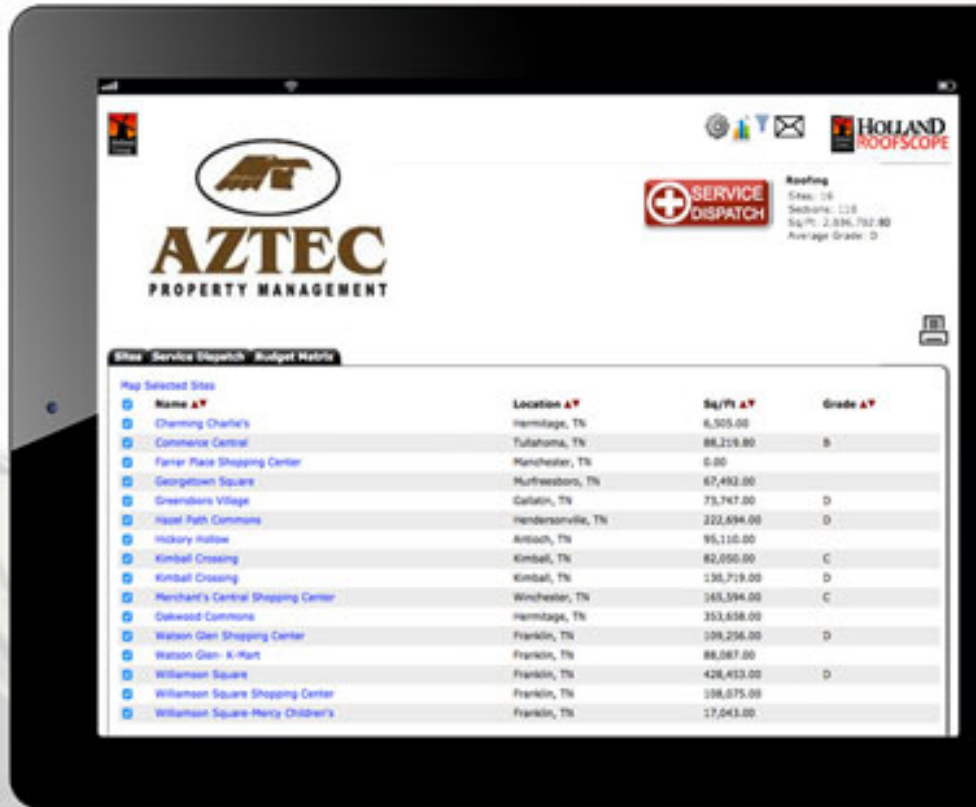 HOLLAND
ROOFSCOPE
SERVICE
DISPATCH
Roofing
Sites: 16
Average Grade: D
AZTEC
PROPERTY MANAGEMENT
Sites Service Dispatch Budget Matrix
Map Selected Sites
Name Location Sq/Ft Grade
Charming Charlie's Hermitage, TN 6,505.00
Commerce Central Tullahoma, TN 88,219.80 B
Farrar Place Shopping Center Manchester, TN 0.00
Georgetown Square Murfreesboro, TN 67,492.00
Greensboro Village Gallatin, TN 73,747.00 D
Hazel Path Commons Hendersonville, TN 222,694.00 D
Hickory Hollow Antioch, TN 95,110.00
Kimball Crossing Kimball, TN 82,050.00 C
Kimball Crossing Kimball, TN 130,719.00 D
Merchant's Central Shopping Center Winchester, TN 165,594.00 C
Oakwood Commons Hermitage, TN 353,658.00
Watson Glen Shopping Center Franklin, TN 109,256.00 D
Watson Glen- K-Mart Franklin, TN 88,087.00
Williamson Square Franklin, TN 428,453.00 D
Williamson Square Shopping Center Franklin, TN 108,075.00
Williamson Square-Mercy Children's Franklin, TN 17,043.00